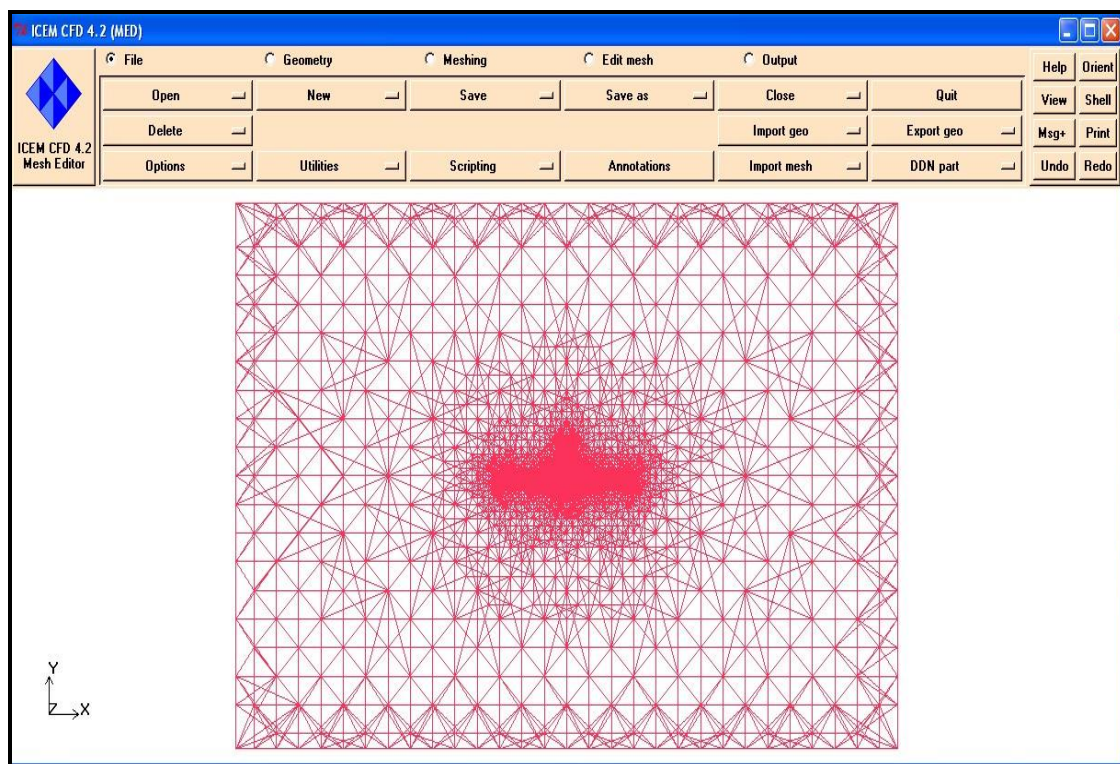 ICEM CFD 4.2 (MED)
File Geometry Meshing Edit mesh Output
Open New Save Save as Close Quit
Delete Import geo Export geo
Options Utilities Scripting Annotations Import mesh DDN part
ICEM CFD 4.2
Mesh Editor
Help Orient
View Shell
Msg+ Print
Undo Redo
Y
Z X